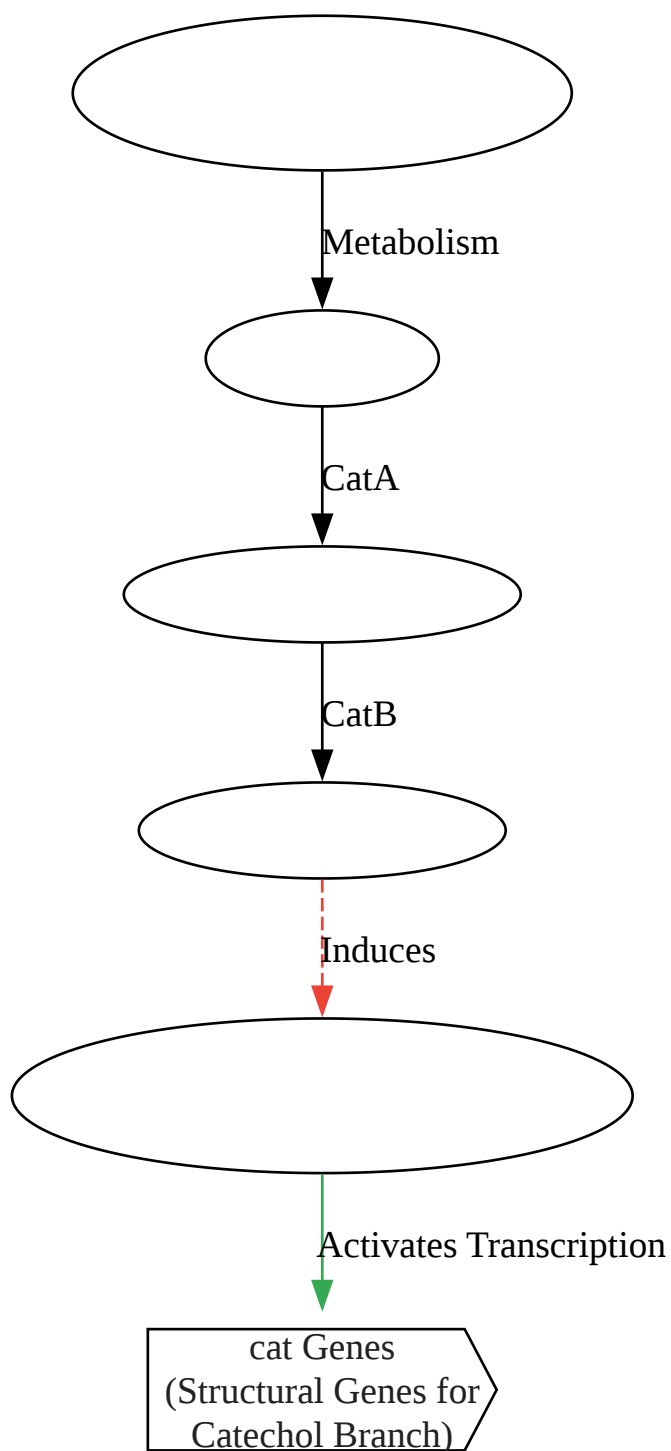 Metabolism
CatA
CatB
Induces
Activates Transcription
cat Genes
(Structural Genes for
Catechol Branch)